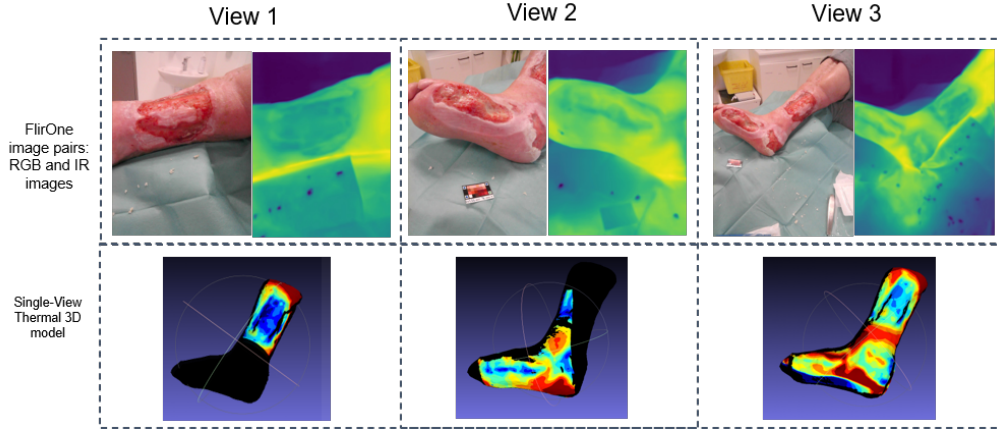 View 1
View 2
View 3
FlirOne
image pairs:
RGB and IR
images
Single-View
Thermal 3D
model